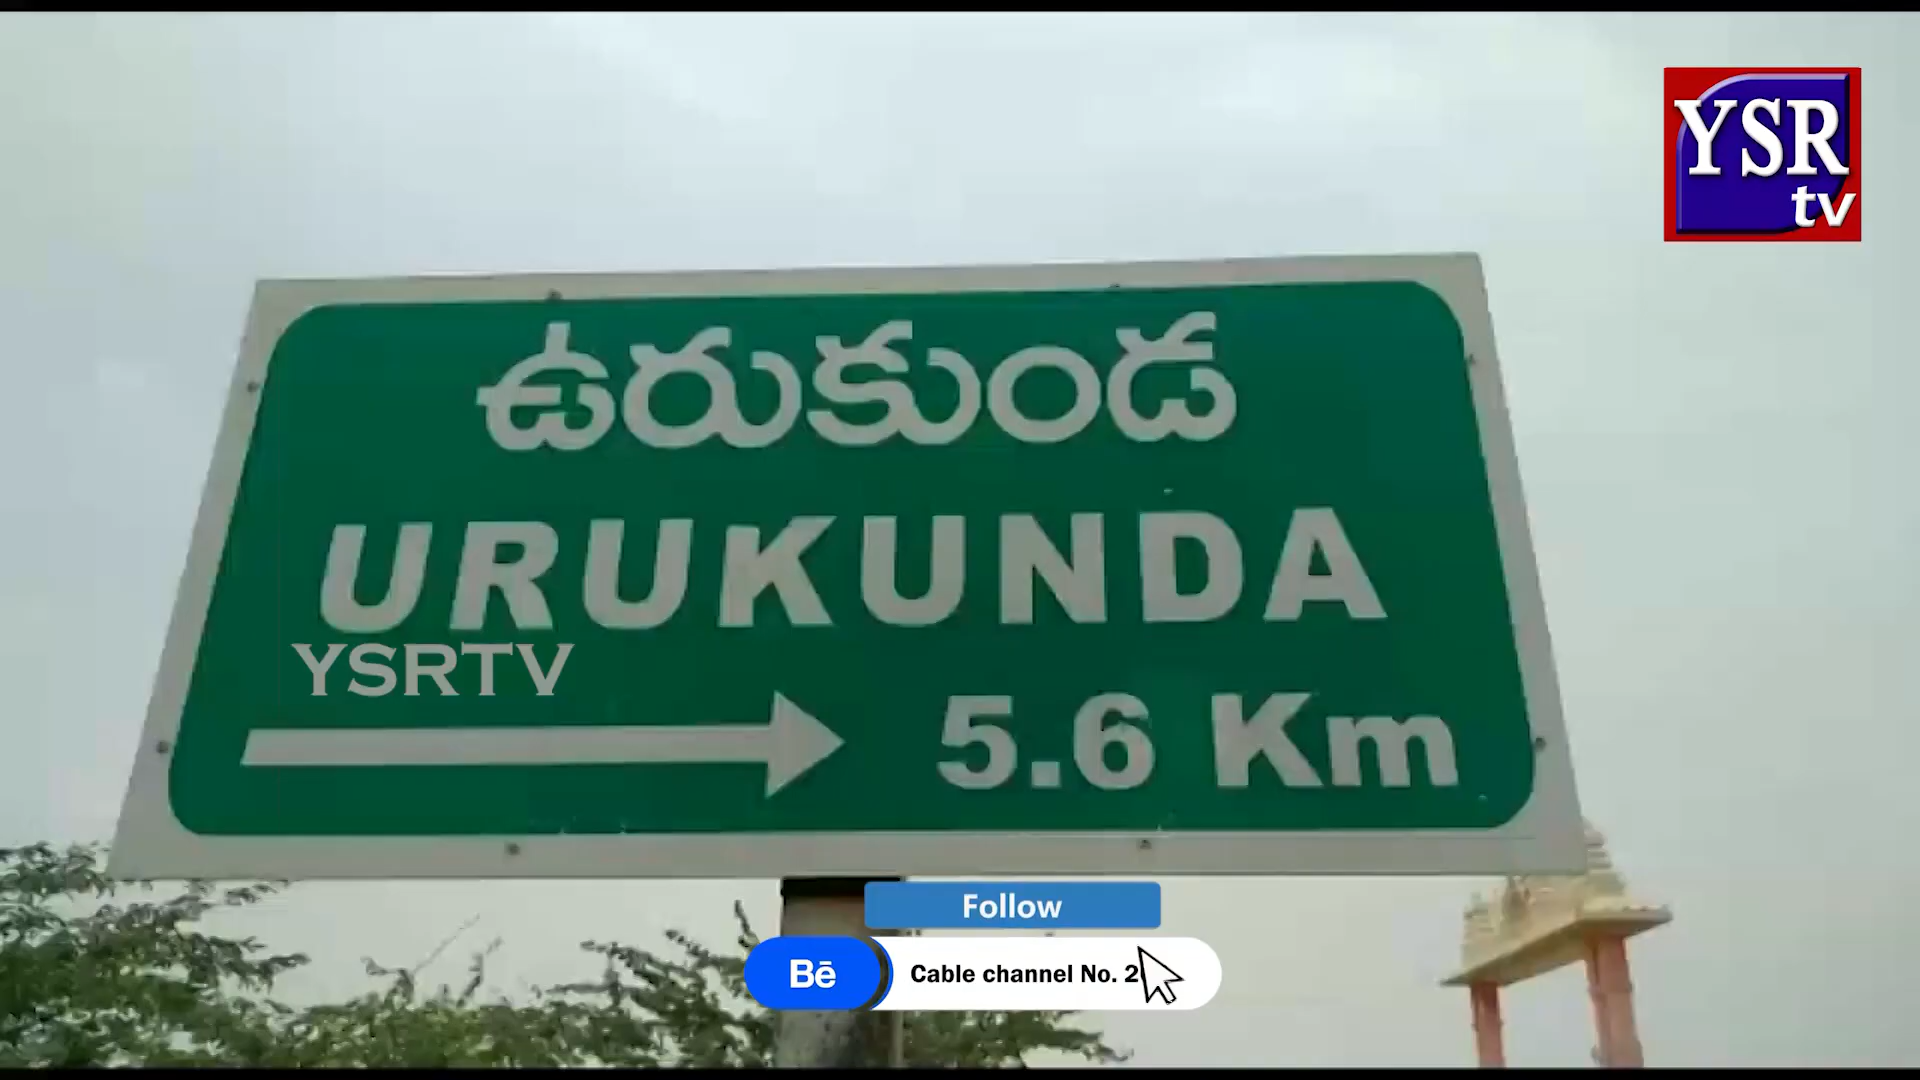 YSR
tv
ఉరుకుండ
URUKUNDA
YSRTV
5.6 Km
Follow
Bē
Cable channel No. 2